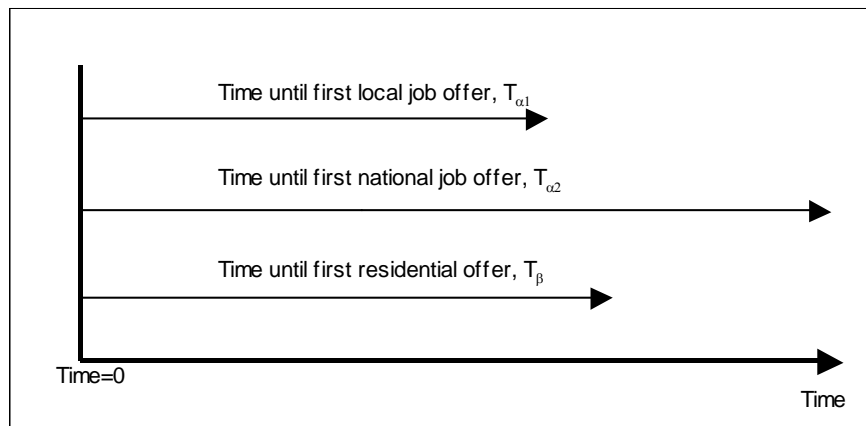 Time until first local job offer, Tα1
Time until first national job offer, Tα2
Time until first residential offer, Tβ
Time=0
Time